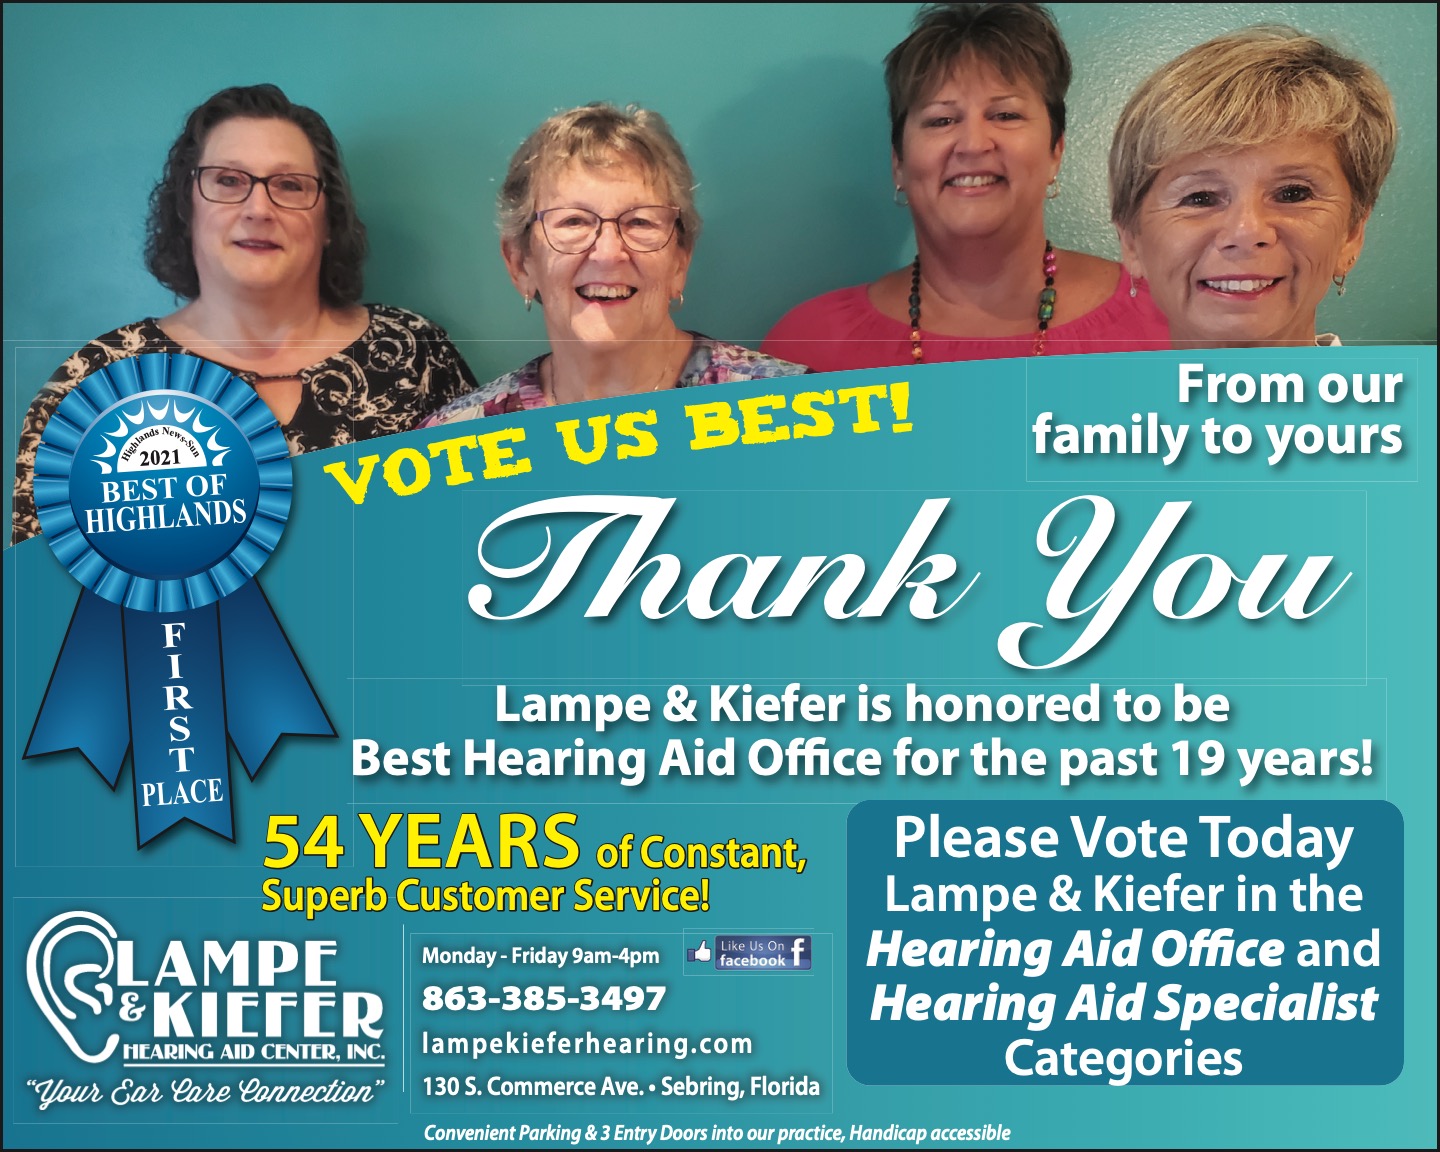 VOTE US BEST!
From our
family to yours
Highlands News-Sun
2021
BEST OF
HIGHLANDS
FIRST
PLACE
Thank You
Lampe & Kiefer is honored to be
Best Hearing Aid Office for the past 19 years!
54 YEARS of Constant,
Superb Customer Service!
Please Vote Today
Lampe & Kiefer in the
Hearing Aid Office and
Hearing Aid Specialist
Categories
LAMPE
& KIEFER
HEARING AID CENTER, INC.
"Your Ear Care Connection"
Monday - Friday 9am-4pm
Like Us On
facebook f
863-385-3497
lampekieferhearing.com
130 S. Commerce Ave. • Sebring, Florida
Convenient Parking & 3 Entry Doors into our practice, Handicap accessible